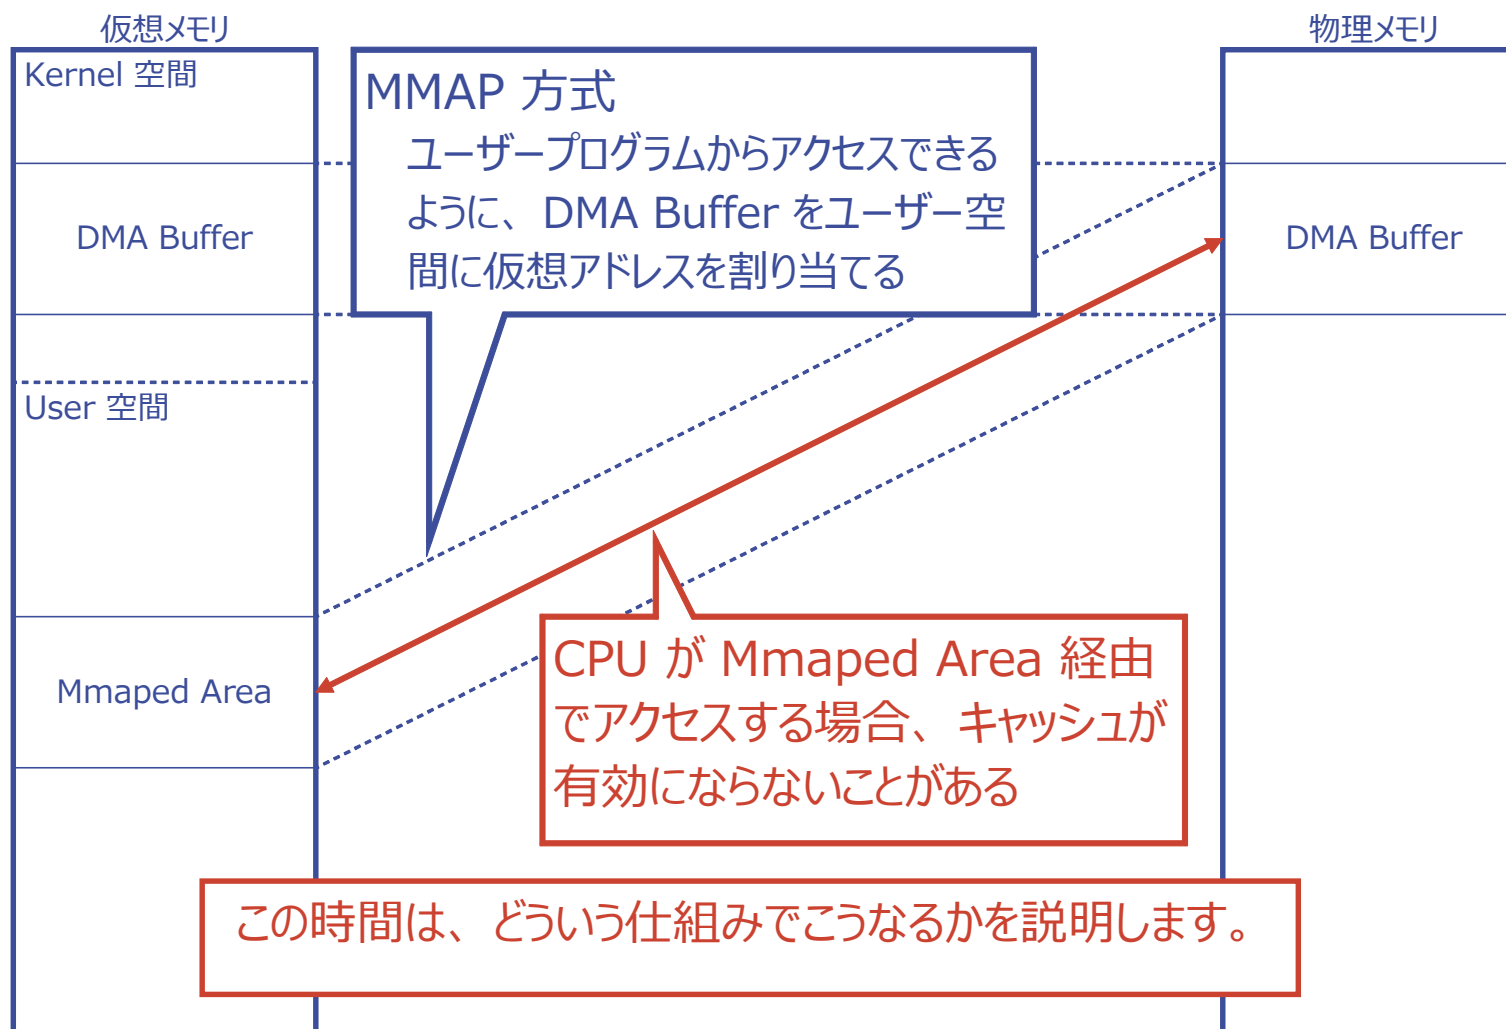 仮想メモリ
物理メモリ
Kernel 空間
MMAP 方式
ユーザープログラムからアクセスできる
ように、DMA Buffer をユーザー空
間に仮想アドレスを割り当てる
DMA Buffer
DMA Buffer
User 空間
Mmaped Area
CPU が Mmaped Area 経由
でアクセスする場合、キャッシュが
有効にならないことがある
この時間は、どういう仕組みでこうなるかを説明します。